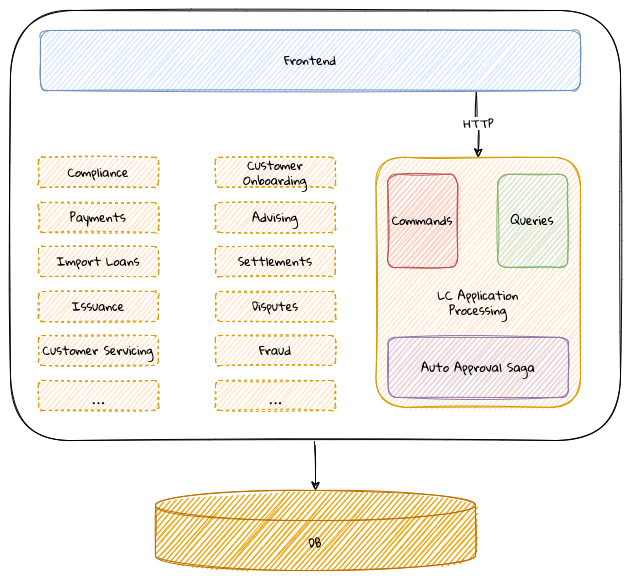 Frontend
HTTP
Compliance
Customer
Onboarding
Commands
Queries
Payments
Advising
Import Loans
Settlements
LC Application
Processing
Issuance
Disputes
Customer Servicing
Fraud
Auto Approval Saga
...
...
DB